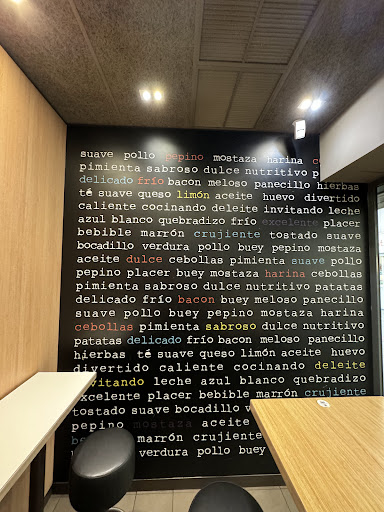 suave pollo pepino mostaza harina
pimienta sabroso dulce nutritivo
delicado frío bacon meloso panecillo hierbas
té suave queso limón aceite huevo divertido
caliente cocinando deleite invitando leche
azul blanco quebradizo frío excelente placer
bebible marrón crujiente tostado suave
bocadillo verdura pollo buey pepino mostaza
aceite dulce cebollas pimienta suave pollo
pepino placer buey mostaza harina cebollas
pimienta sabroso dulce nutritivo patatas
delicado frío bacon buey meloso panecillo
suave pollo buey pepino mostaza harina
cebollas pimienta sabroso dulce nutritivo
patatas delicado frío bacon meloso panecillo
hierbas té suave queso limón aceite huevo
divertido caliente cocinando deleite
invitando leche azul blanco quebradizo
excelente placer bebible marrón crujiente
tostado suave bocadillo
pepino mostaza aceite
marrón crujiente
verdura pollo buey